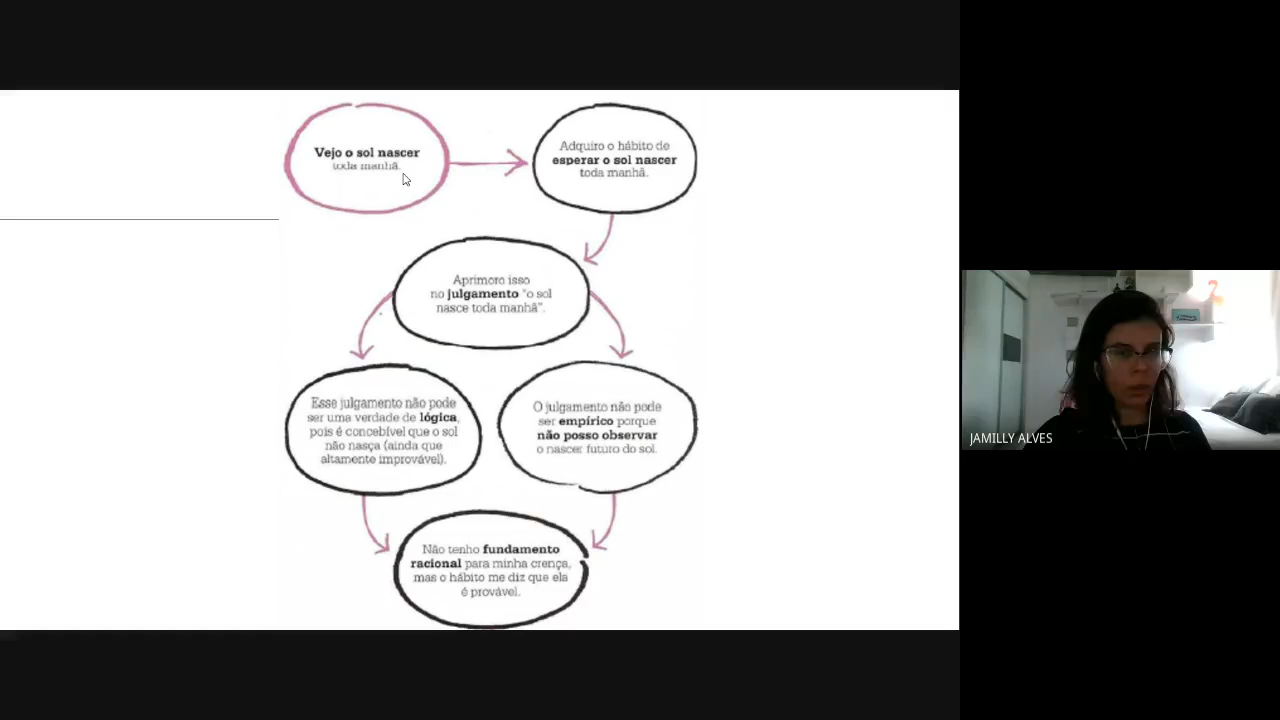 Vejo o sol nascer
toda manhã.
Adquiro o hábito de
esperar o sol nascer
toda manhã.
Aprimoro isso
no julgamento "o sol
nasce toda manhã".
Esse julgamento não pode
ser uma verdade de lógica,
pois é concebível que o sol
não nasça (ainda que
altamente improvável).
O julgamento não pode
ser empírico porque
não posso observar
o nascer futuro do sol.
Não tenho fundamento
racional para minha crença,
mas o hábito me diz que ela
é provável.
JAMILLY ALVES